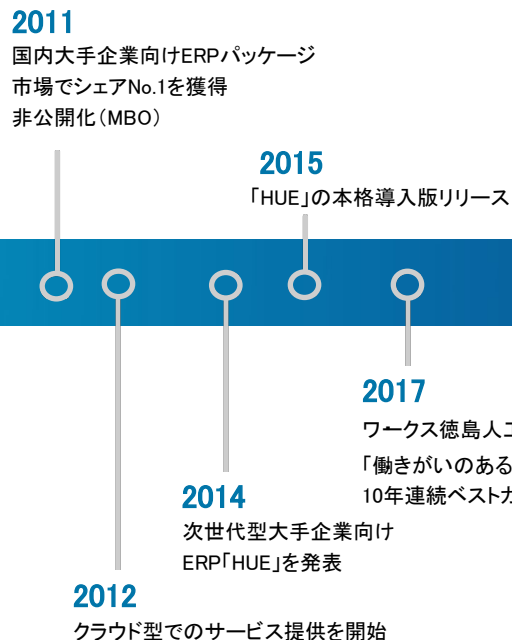 2011
国内大手企業向けERPパッケージ
市場でシェアNo.1を獲得
非公開化（MBO）
2015
「HUE」の本格導入版リリース
2017
ワークス徳島人工
「働きがいのある
10年連続ベストカ
2014
次世代型大手企業向け
ERP「HUE」を発表
2012
クラウド型でのサービス提供を開始